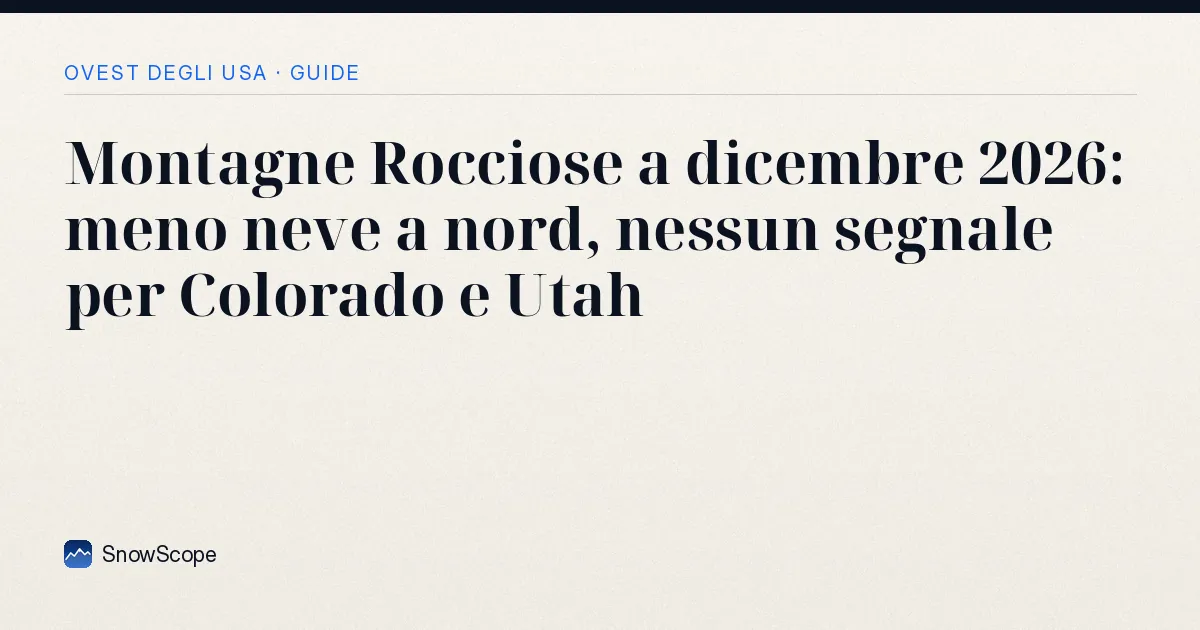 OVEST DEGLI USA · GUIDE
Montagne Rocciose a dicembre 2026:
meno neve a nord, nessun segnale
per Colorado e Utah
SnowScope